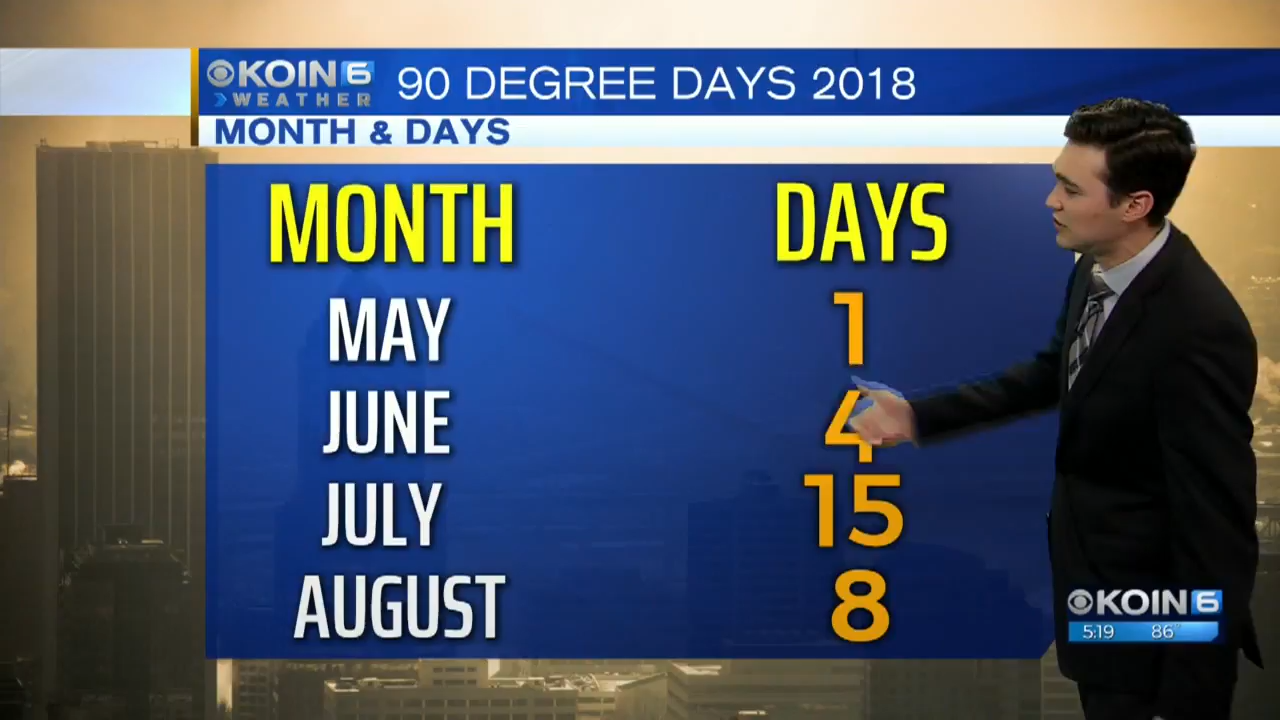 KOIN 6 90 DEGREE DAYS 2018
WEATHER
MONTH & DAYS
MONTH DAYS
MAY 1
JUNE 4
JULY 15
AUGUST 8
KOIN 6
5:19 86°